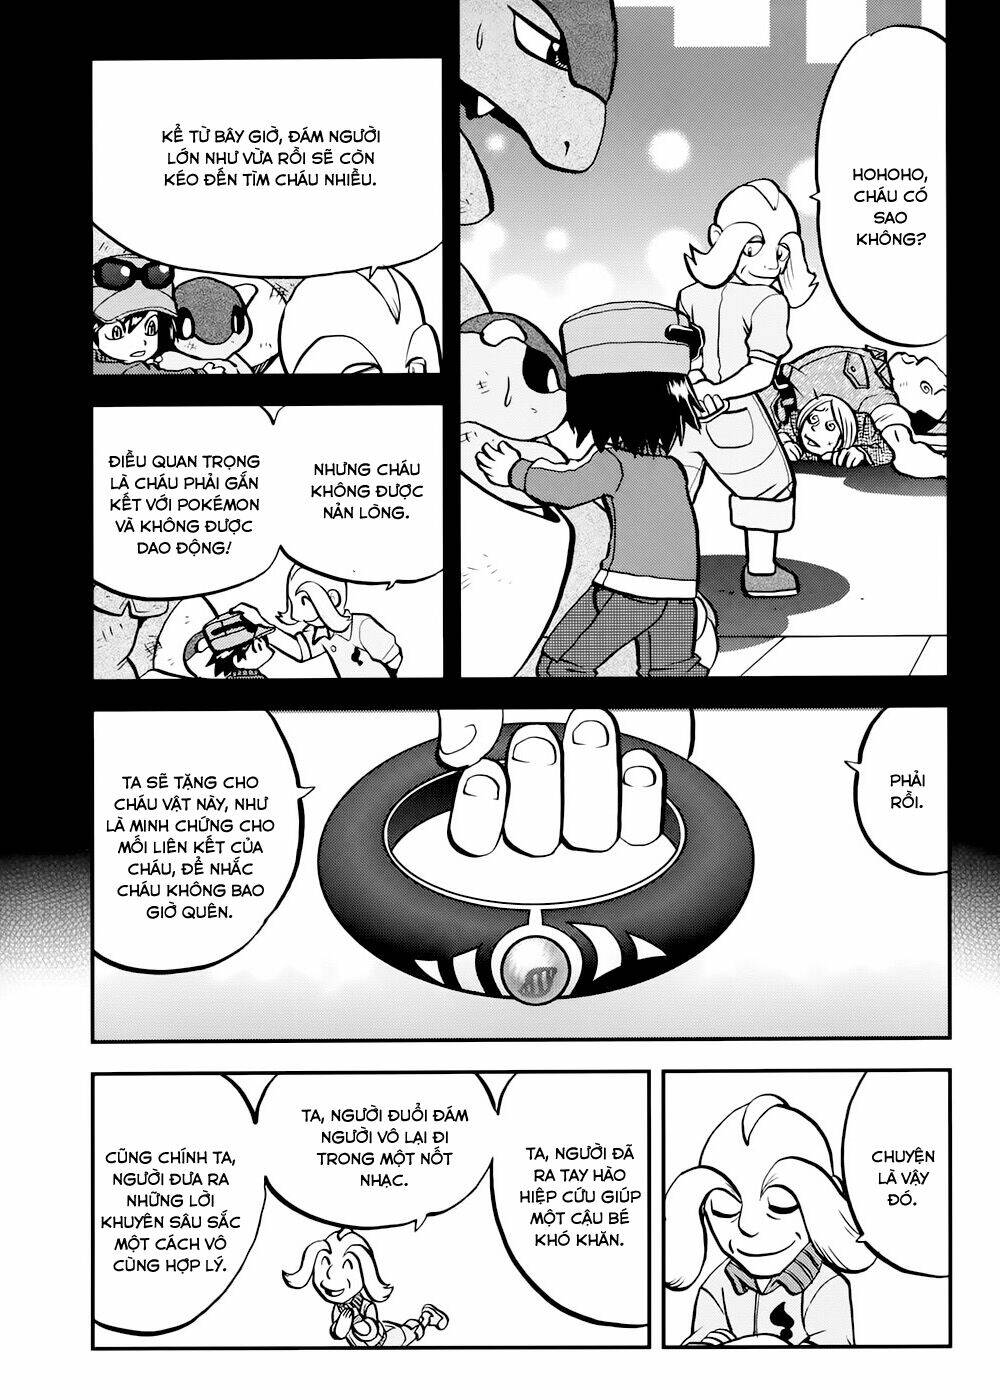 HOHOHO,
CHÁU CÓ
SAO
KHÔNG?
KỂ TỪ BÂY GIỜ, ĐÁM NGƯỜI
LỚN NHƯ VỪA RỒI SẼ CÒN
KÉO ĐẾN TÌM CHÁU NHIỀU.
NHƯNG CHÁU
KHÔNG ĐƯỢC
NẢN LÒNG.
ĐIỀU QUAN TRỌNG
LÀ CHÁU PHẢI GẮN
KẾT VỚI POKÉMON
VÀ KHÔNG ĐƯỢC
DAO ĐỘNG!
PHẢI
RỒI.
TA SẼ TẶNG CHO
CHÁU VẬT NÀY, NHƯ
LÀ MINH CHỨNG CHO
MỐI LIÊN KẾT CỦA
CHÁU, ĐỂ NHẮC
CHÁU KHÔNG BAO
GIỜ QUÊN.
CHUYỆN
LÀ VẬY
ĐÓ.
TA, NGƯỜI ĐÃ
RA TAY HÀO
HIỆP CỨU GIÚP
MỘT CẬU BÉ
KHÓ KHĂN.
TA, NGƯỜI ĐUỔI ĐÁM
NGƯỜI VÔ LẠI ĐI
TRONG MỘT NỐT
NHẠC.
CŨNG CHÍNH TA,
NGƯỜI ĐƯA RA
NHỮNG LỜI
KHUYÊN SÂU SẮC
MỘT CÁCH VÔ
CÙNG HỢP LÝ.